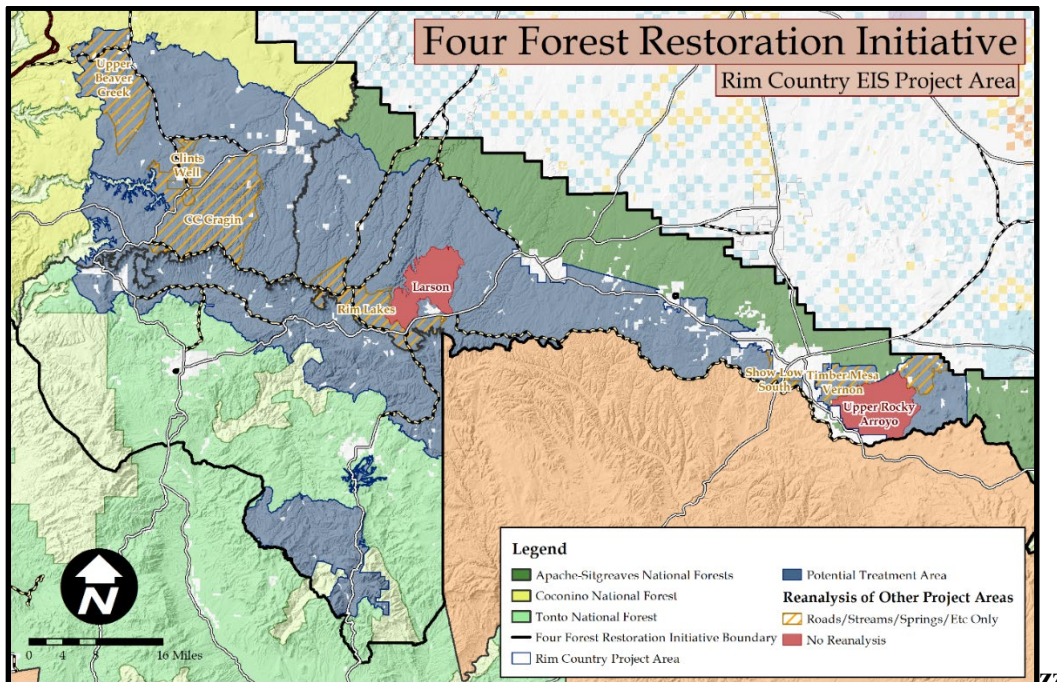 Four Forest Restoration Initiative
Rim Country EIS Project Area
Upper
Beaver
Creek
Clints
Well
CC Cragin
Rim Lakes
Larson
Show Low
South
Timber Mesa
Vernon
Upper Rocky
Arroyo
N
0 4 8 16 Miles
Legend
Apache-Sitgreaves National Forests
Coconino National Forest
Tonto National Forest
Four Forest Restoration Initiative Boundary
Rim Country Project Area
Potential Treatment Area
Reanalysis of Other Project Areas
Roads/Streams/Springs/Etc Only
No Reanalysis